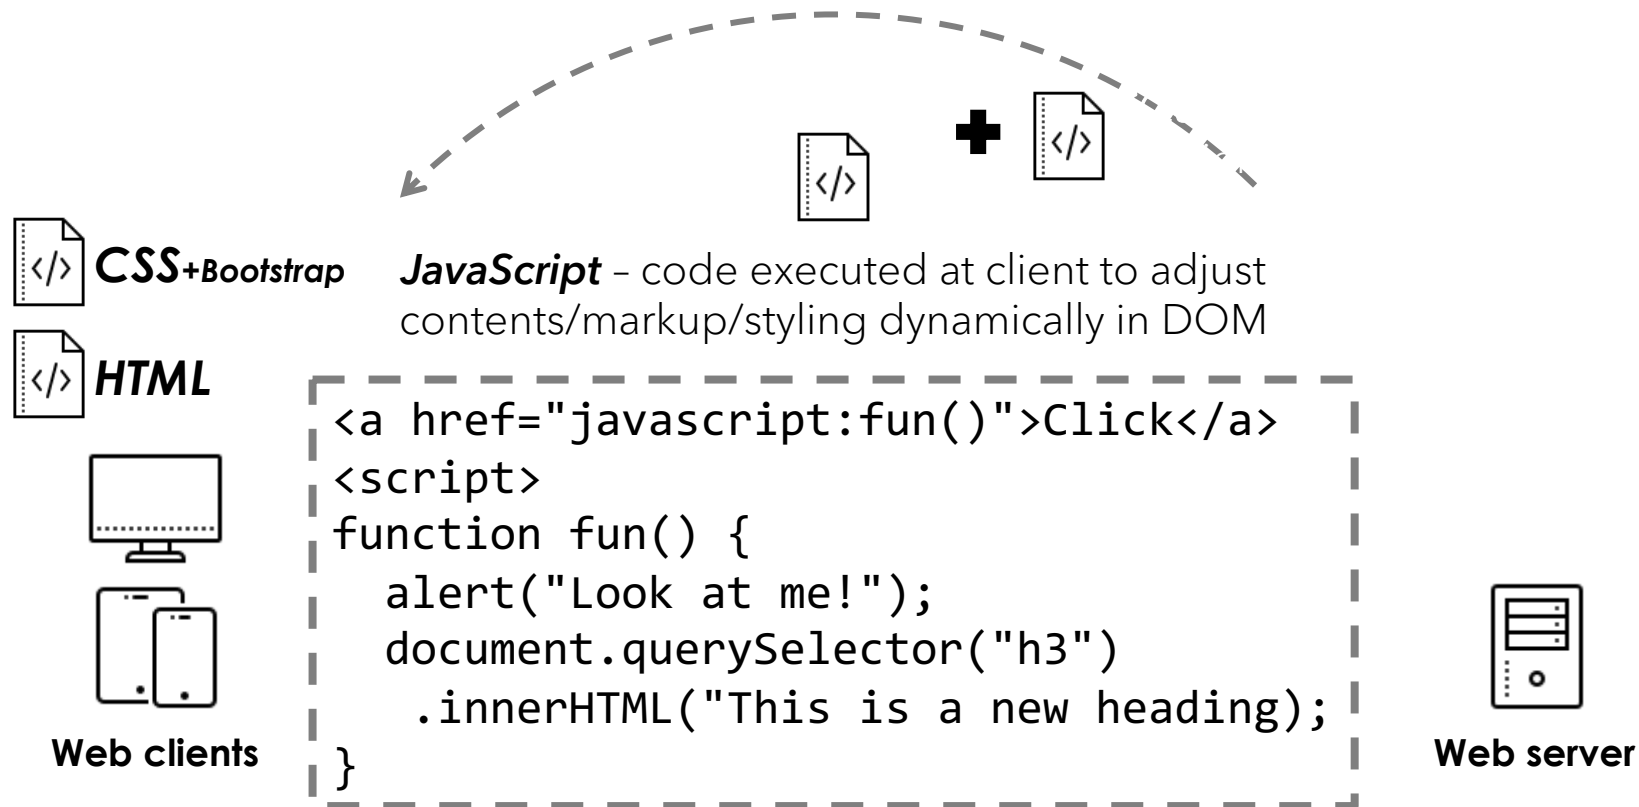 </>
</>
</> CSS+Bootstrap
JavaScript – code executed at client to adjust
contents/markup/styling dynamically in DOM
</> HTML
<a href="javascript:fun()">Click</a>
<script>
function fun() {
  alert("Look at me!");
  document.querySelector("h3")
   .innerHTML("This is a new heading);
}
Web clients
Web server